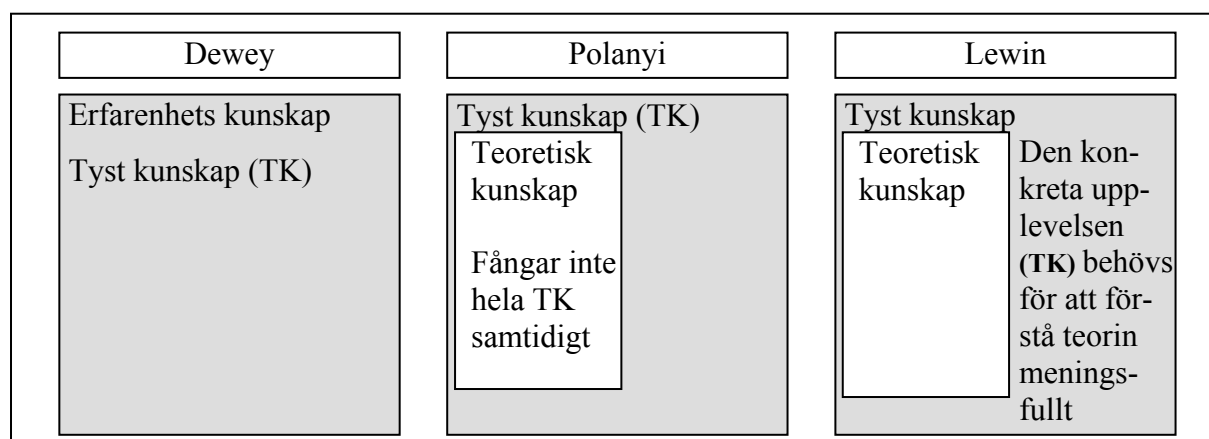 Dewey
Erfarenhets kunskap
Tyst kunskap (TK)
Polanyi
Tyst kunskap (TK)
Teoretisk
kunskap
Fångar inte
hela TK
samtidigt
Lewin
Tyst kunskap
Teoretisk
kunskap
Den kon-
kreta upp-
levelsen
(TK) behövs
för att för-
stå teorin
menings-
fullt